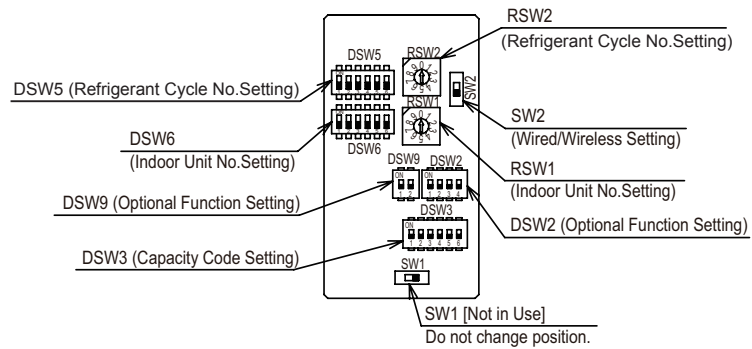 RSW2
(Refrigerant Cycle No.Setting)
DSW5
RSW2
DSW5 (Refrigerant Cycle No.Setting)
ON
SW2
RSW1
SW2
(Wired/Wireless Setting)
DSW6
(Indoor Unit No.Setting)
DSW6
RSW1
(Indoor Unit No.Setting)
DSW9
DSW2
ON
1 2
ON
1 2 3 4
DSW9 (Optional Function Setting)
DSW2 (Optional Function Setting)
DSW3
ON
1 2 3 4 5 6
DSW3 (Capacity Code Setting)
SW1
SW1 [Not in Use]
Do not change position.